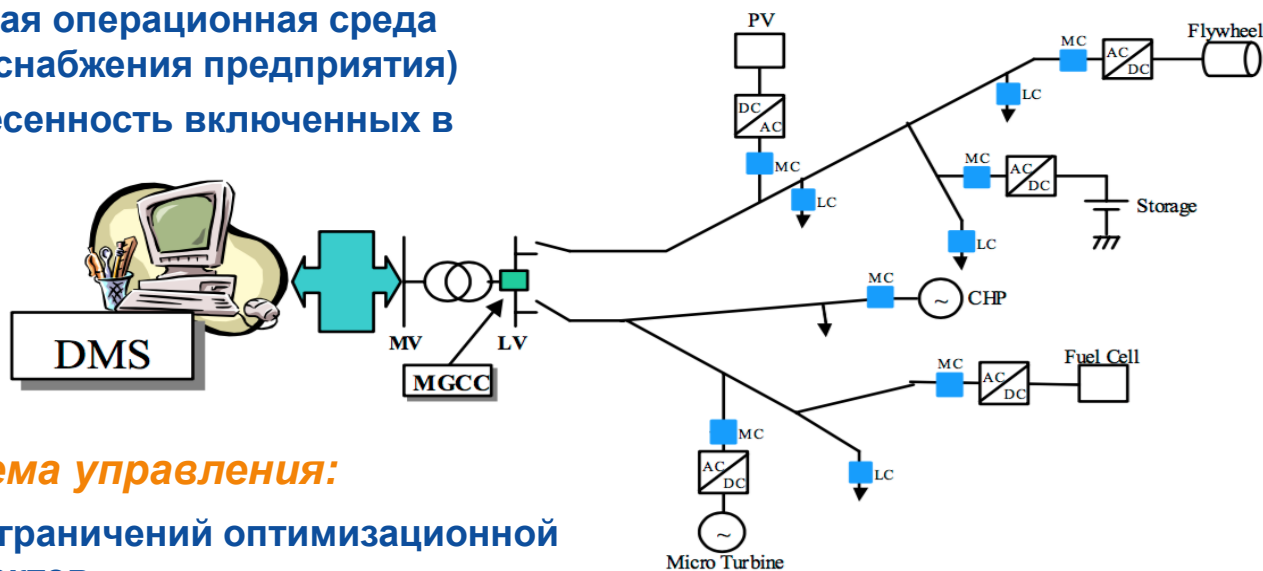 ая операционная среда
снабжения предприятия)
есенность включенных в
DMS
MV
LV
MGCC
PV
DC
AC
MC
LC
LC
MC
AC
DC
Flywheel
MC
AC
DC
Storage
LC
MC
~
CHP
MC
AC
DC
Fuel Cell
MC
AC
DC
~
Micro Turbine
LC
ема управления:
граничений оптимизационной